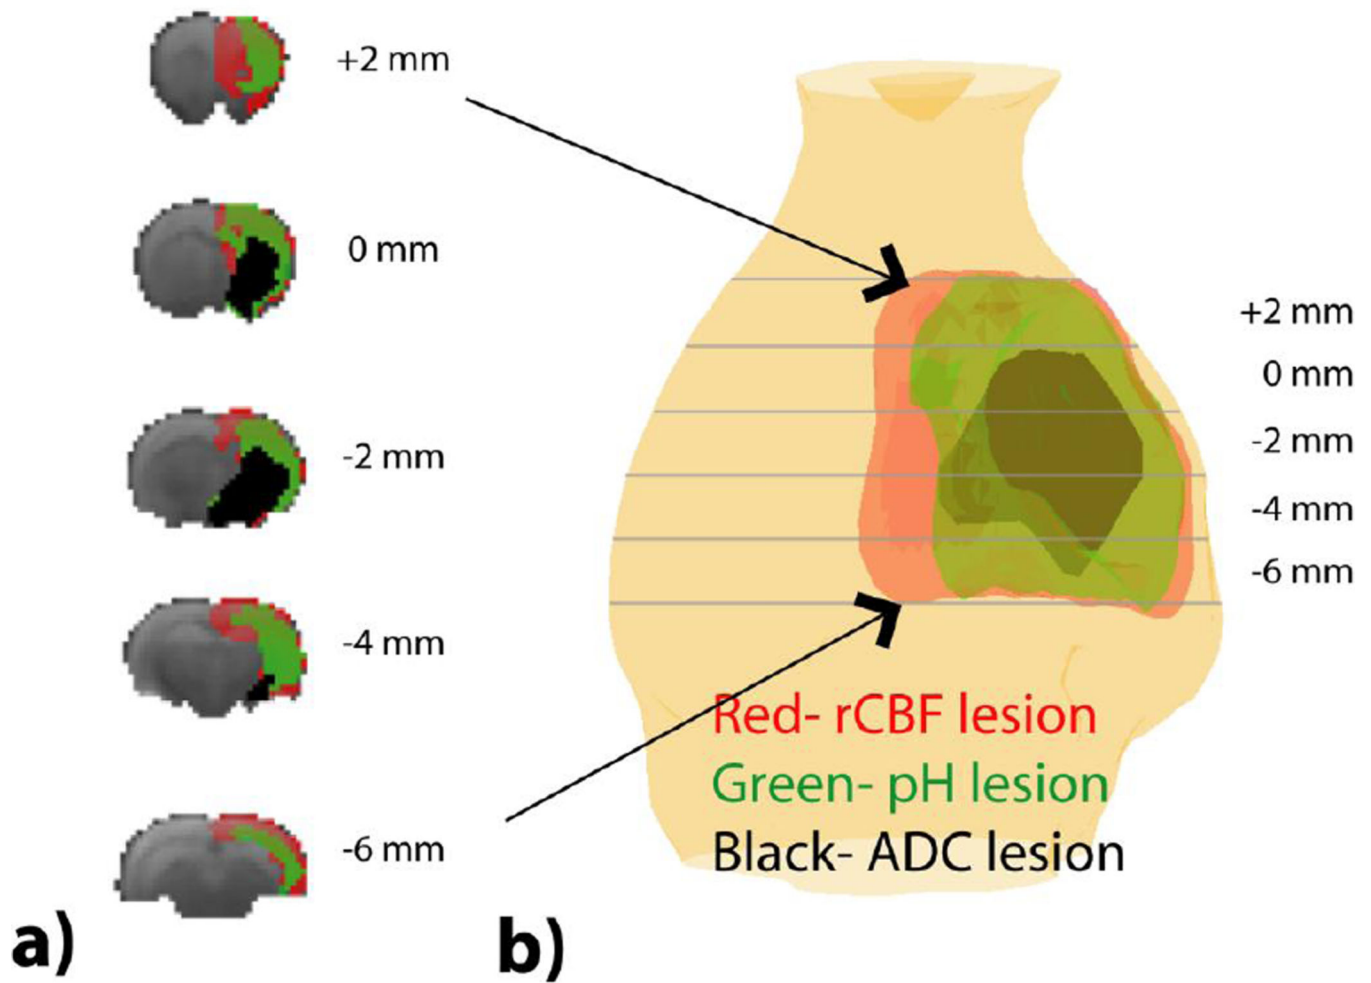 +2 mm
0 mm
-2 mm
-4 mm
-6 mm
a)
+2 mm
0 mm
-2 mm
-4 mm
-6 mm
Red- rCBF lesion
Green- pH lesion
Black- ADC lesion
b)